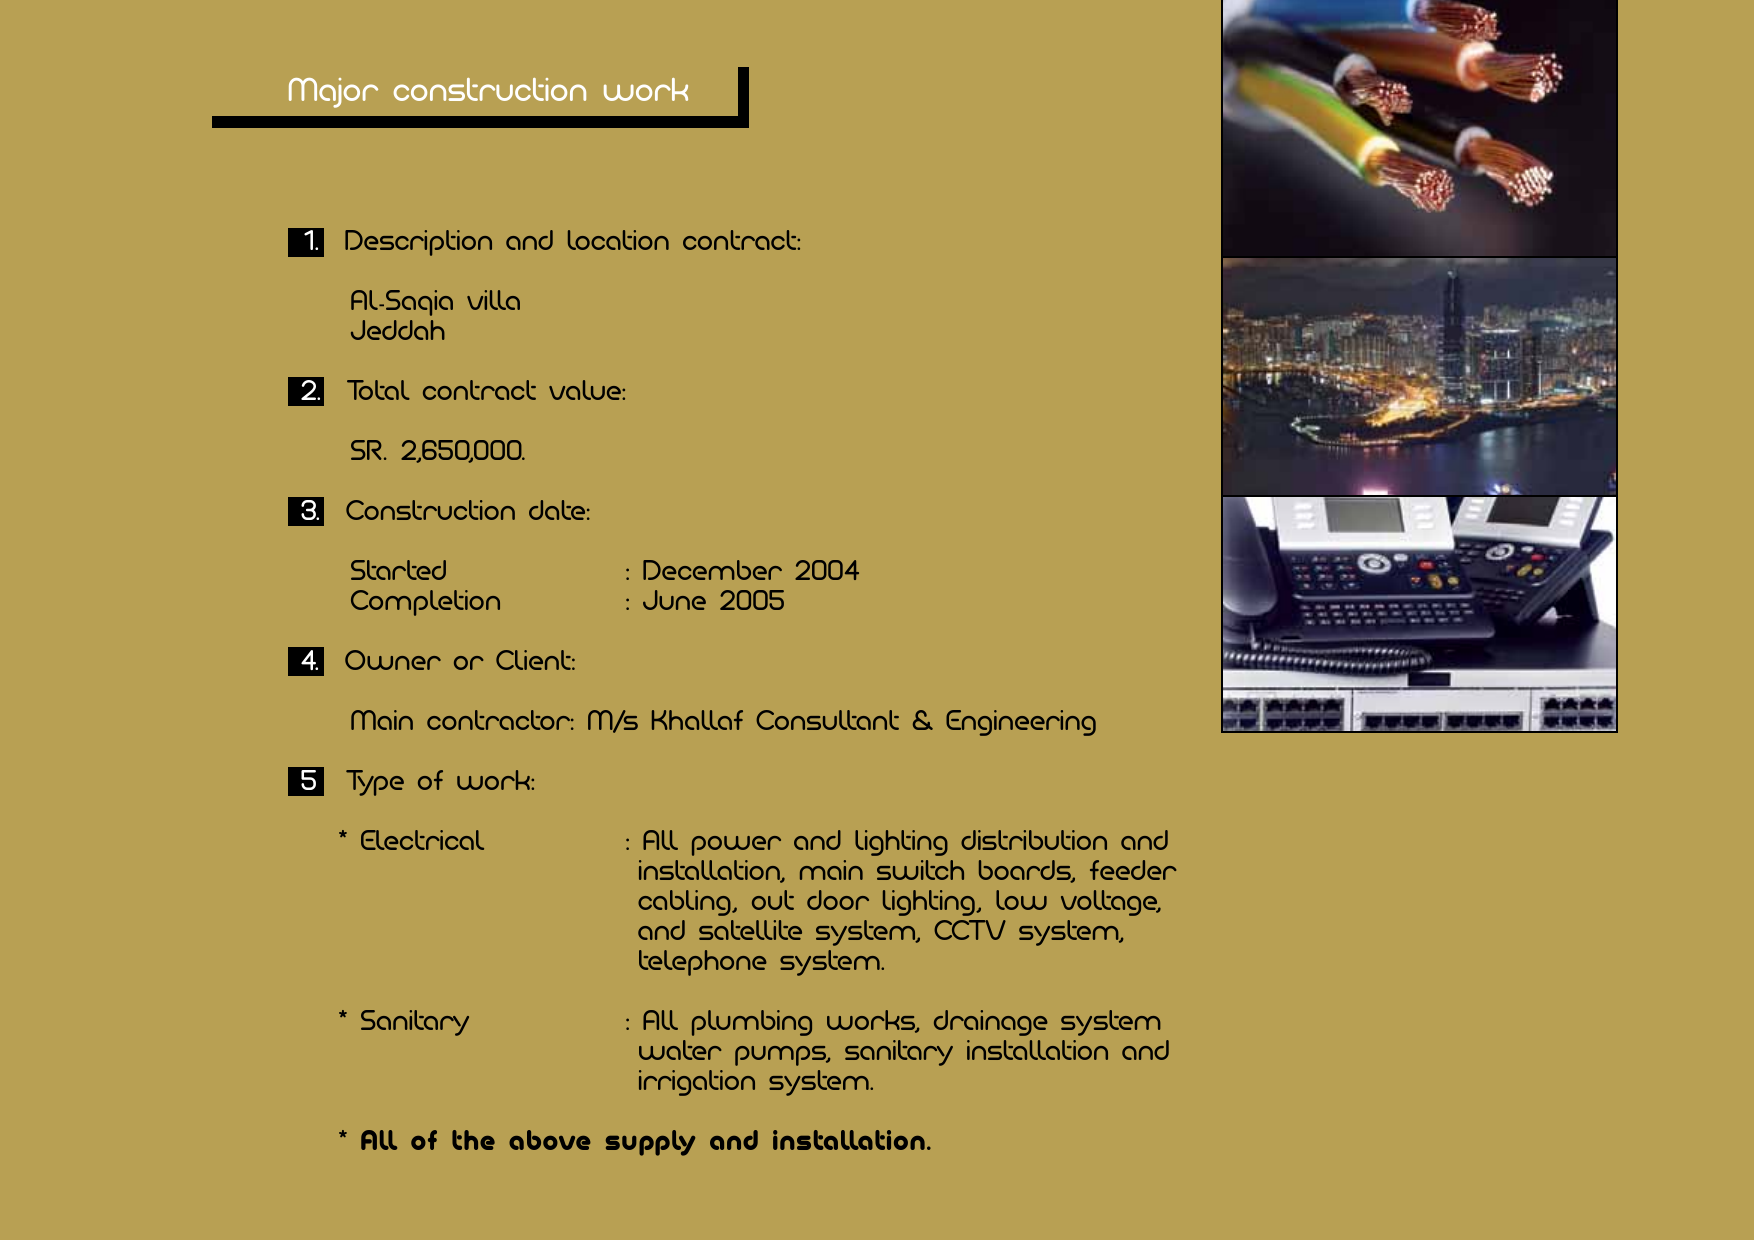 Major construction work
1. Description and location contract:
Al-Saqia villa
Jeddah
2. Total contract value:
SR. 2,650,000.
3. Construction date:
Started : December 2004
Completion : June 2005
4. Owner or Client:
Main contractor: M/s Khallaf Consultant & Engineering
5 Type of work:
* Electrical : All power and lighting distribution and
installation, main switch boards, feeder
cabling, out door lighting, low voltage,
and satellite system, CCTV system,
telephone system.
* Sanitary : All plumbing works, drainage system
water pumps, sanitary installation and
irrigation system.
* All of the above supply and installation.